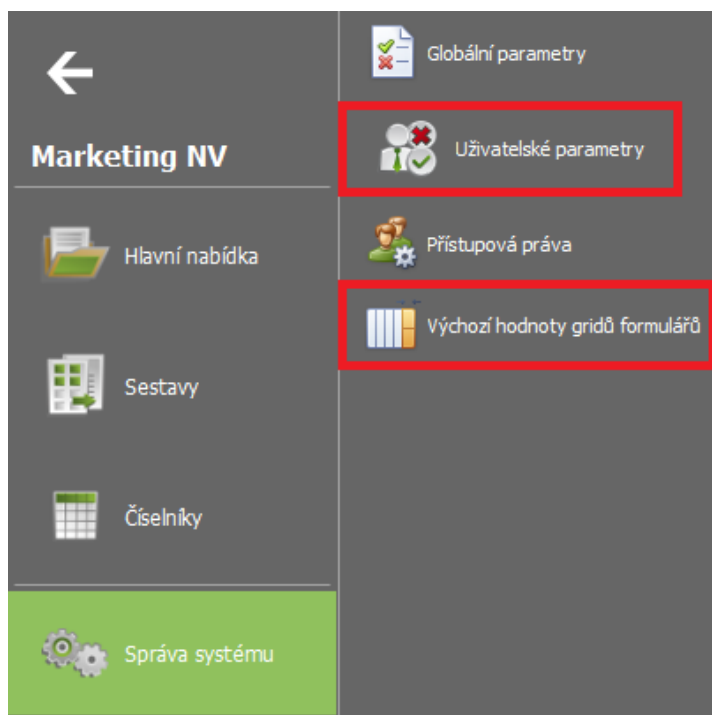 Marketing NV
Hlavní nabídka
Sestavy
Číselníky
Správa systému
Globální parametry
Uživatelské parametry
Přístupová práva
Výchozí hodnoty gridů formulářů